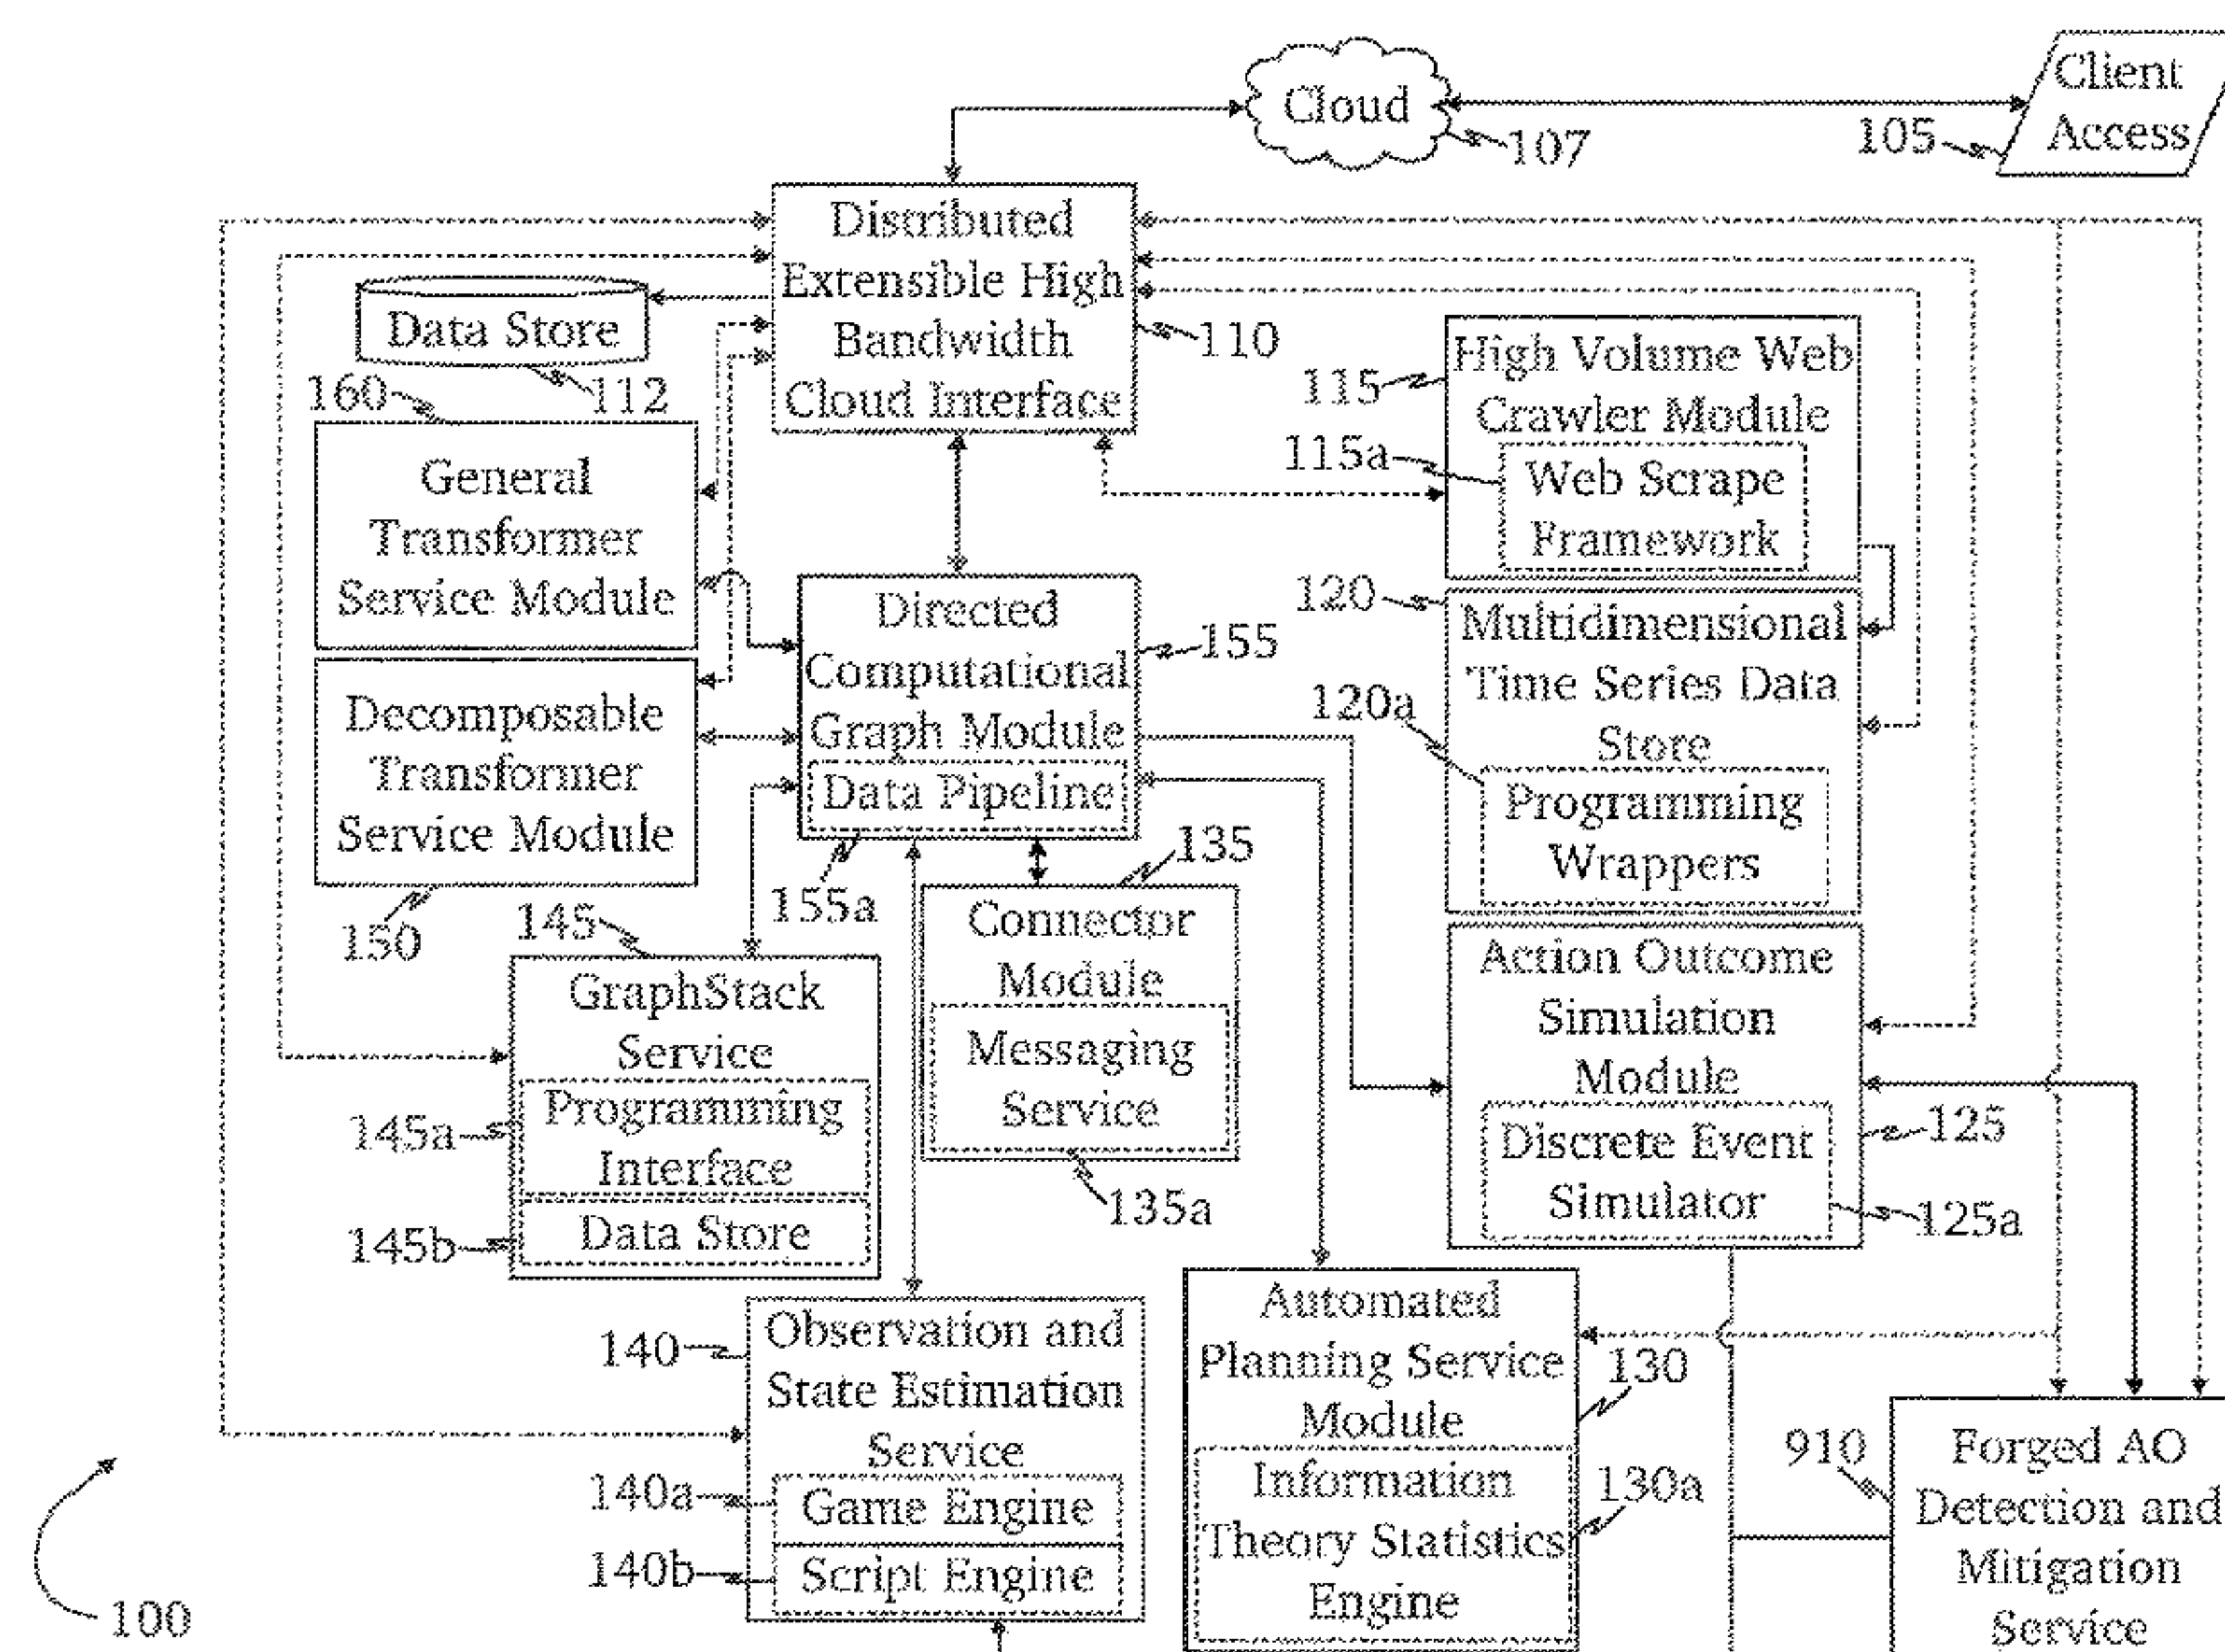 Cloud
107
Client
Access
105
Distributed
Extensible High
Bandwidth
Cloud Interface
110
Data Store
112
160
General
Transformer
Service Module
Decomposable
Transformer
Service Module
150
Directed
Computational
Graph Module
Data Pipeline
155
155a
115
High Volume Web
Crawler Module
115a
Web Scrape
Framework
120
Multidimensional
Time Series Data
Store
120a
Programming
Wrappers
Action Outcome
Simulation
Module
Discrete Event
Simulator
125
125a
135
Connector
Module
Messaging
Service
135a
145
GraphStack
Service
145a
Programming
Interface
145b
Data Store
140
Observation and
State Estimation
Service
140a
Game Engine
140b
Script Engine
Automated
Planning Service
Module
130
Information
Theory Statistics
Engine
130a
910
Forged AO
Detection and
Mitigation
Service
100